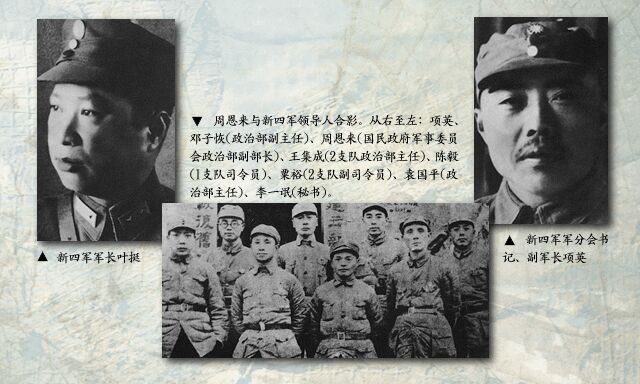 ▼ 周恩来与新四军领导人合影。从右至左：项英、
邓子恢(政治部副主任)、周恩来(国民政府军事委员
会政治部副部长)、王集成(2支队政治部主任)、陈毅
(1支队司令员)、粟裕(2支队副司令员)、袁国平(政
治部主任)、李一氓(秘书)。
▲ 新四军军长叶挺
▲ 新四军军分会书
记、副军长项英